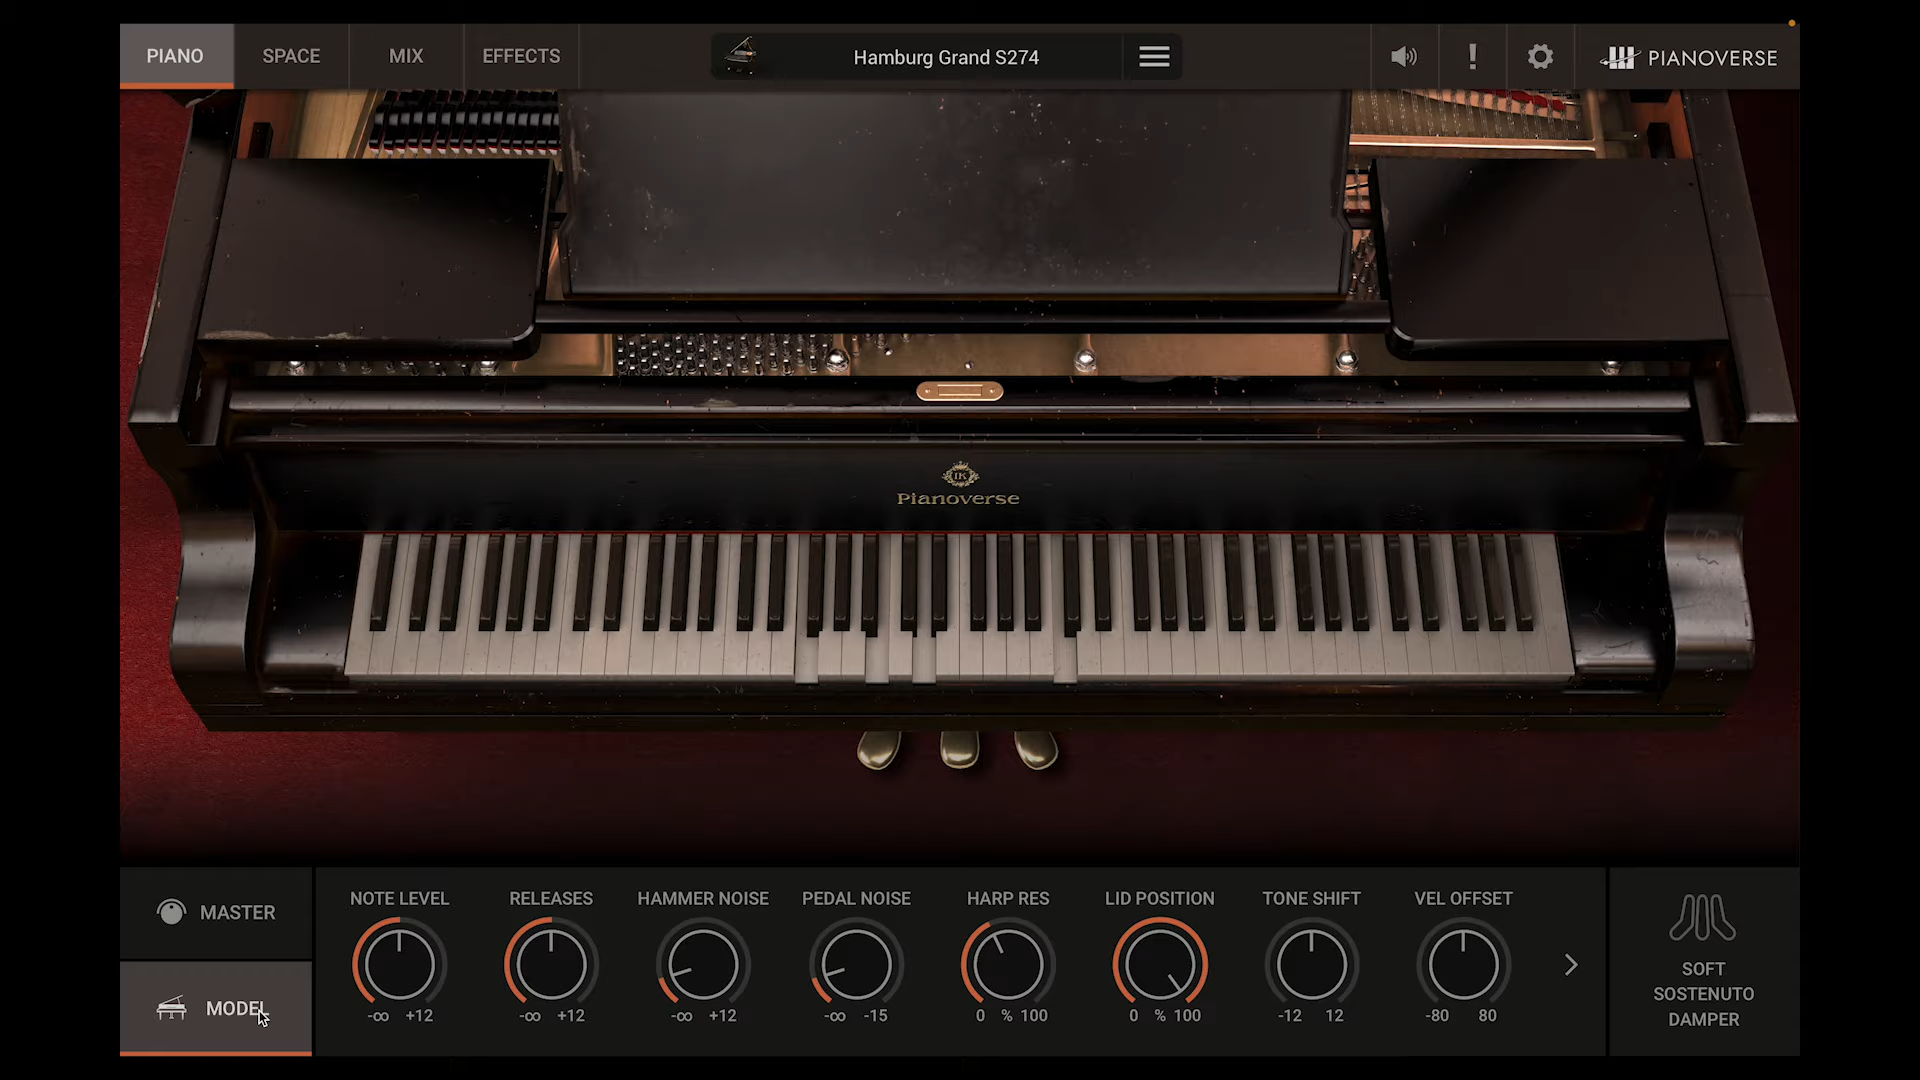 PIANO
SPACE
MIX
EFFECTS
Hamburg Grand S274
PIANOVERSE
IK
Pianoverse
MASTER
MODEL
NOTE LEVEL
-∞ +12
RELEASES
-∞ +12
HAMMER NOISE
-∞ +12
PEDAL NOISE
-∞ -15
HARP RES
0 % 100
LID POSITION
0 % 100
TONE SHIFT
-12 12
VEL OFFSET
-80 80
SOFT
SOSTENUTO
DAMPER